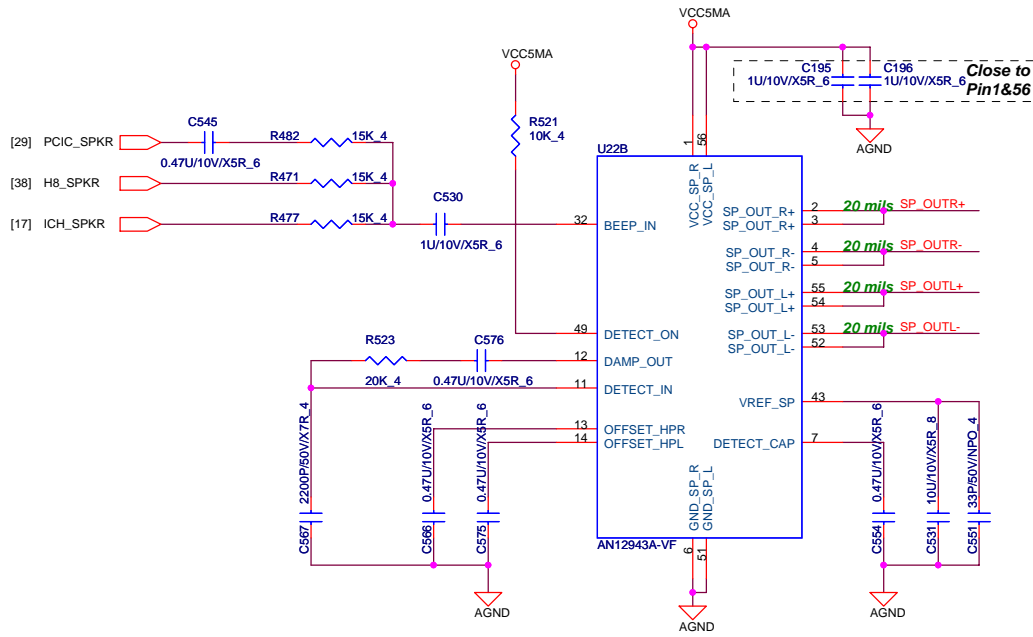 VCC5MA
VCC5MA
C195
1U/10V/X5R_6
C196
1U/10V/X5R_6
Close to
Pin1&56
AGND
R521
10K_4
[29] PCIC_SPKR
C545
0.47U/10V/X5R_6
R482
15K_4
[38] H8_SPKR
R471
15K_4
[17] ICH_SPKR
R477
15K_4
C530
1U/10V/X5R_6
U22B
1
56
VCC_SP_R
VCC_SP_L
32
BEEP_IN
49
DETECT_ON
12
DAMP_OUT
11
DETECT_IN
13
OFFSET_HPR
14
OFFSET_HPL
SP_OUT_R+
2
20 mils
SP_OUTR+
SP_OUT_R+
3
SP_OUT_R-
4
20 mils
SP_OUTR-
SP_OUT_R-
5
SP_OUT_L+
55
20 mils
SP_OUTL+
SP_OUT_L+
54
SP_OUT_L-
53
20 mils
SP_OUTL-
SP_OUT_L-
52
VREF_SP
43
DETECT_CAP
7
GND_SP_R
GND_SP_L
6
51
AN12943A-VF
AGND
R523
20K_4
C576
0.47U/10V/X5R_6
2200P/50V/X7R_4
C567
0.47U/10V/X5R_6
C566
0.47U/10V/X5R_6
C575
AGND
0.47U/10V/X5R_6
C554
10U/10V/X5R_8
C531
33P/50V/NPO_4
C551
AGND